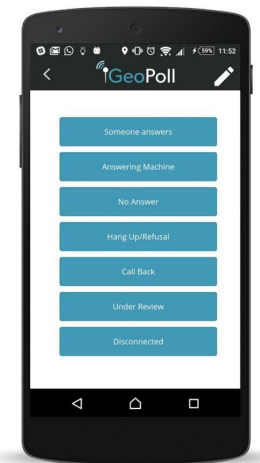 59% 11:52
GeoPoll
Someone answers
Answering Machine
No Answer
Hang Up/Refusal
Call Back
Under Review
Disconnected